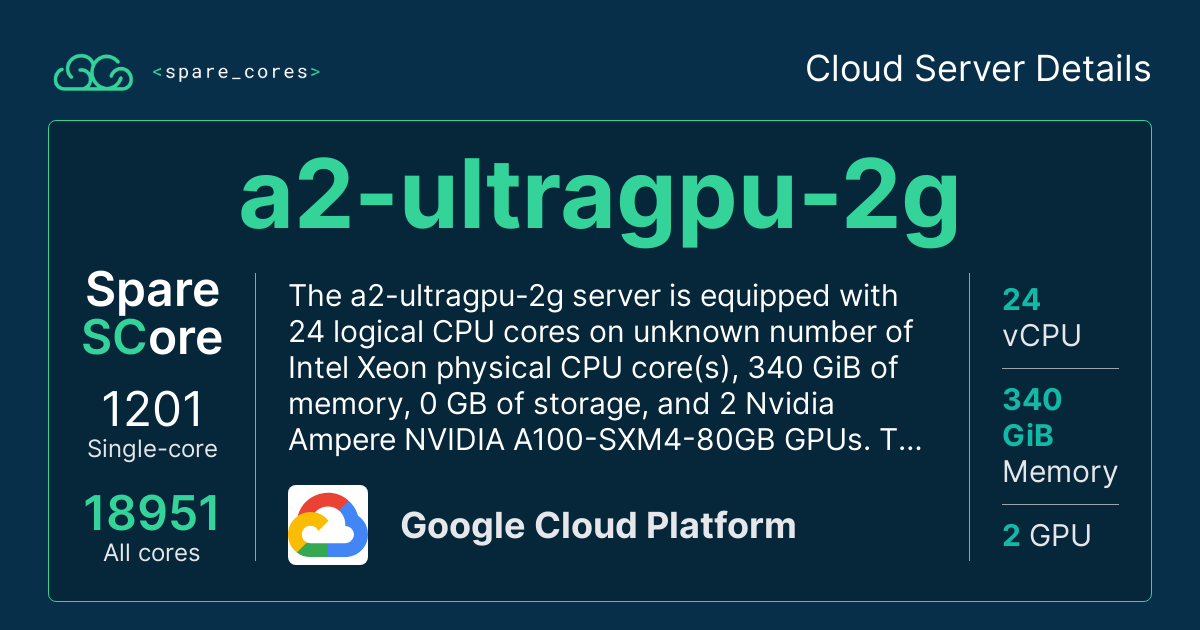 <spare_cores>
Cloud Server Details
a2-ultragpu-2g
Spare
SCore
1201
Single-core
18951
All cores
The a2-ultragpu-2g server is equipped with
24 logical CPU cores on unknown number of
Intel Xeon physical CPU core(s), 340 GiB of
memory, 0 GB of storage, and 2 Nvidia
Ampere NVIDIA A100-SXM4-80GB GPUs. T...
Google Cloud Platform
24
vCPU
340
GiB
Memory
2 GPU